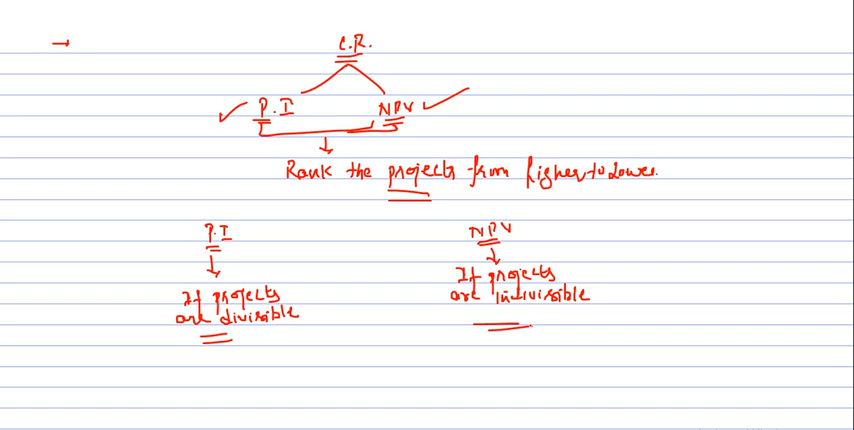 C.R.
P.I NPV
Rank the projects from higher to lower.
P.I NPV
If projects
are divisible
If projects
are indivisible